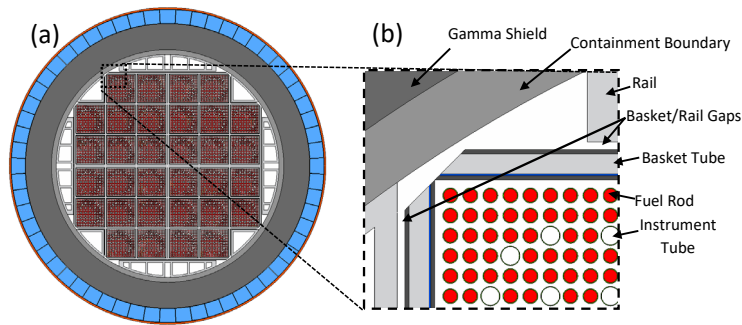 (a)
(b)
Gamma Shield
Containment Boundary
Rail
Basket/Rail Gaps
Basket Tube
Fuel Rod
Instrument
Tube